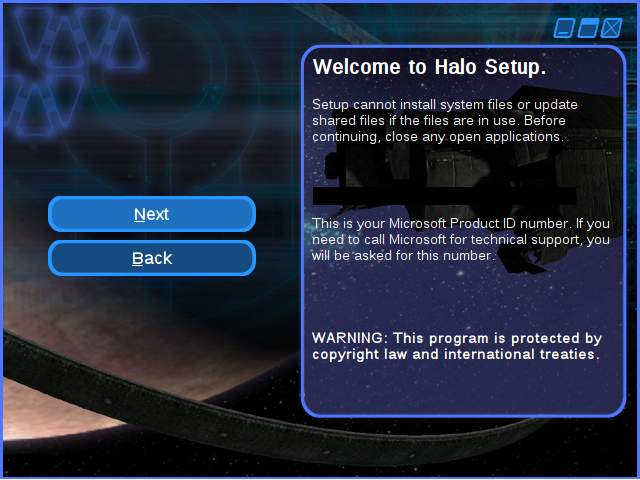 Welcome to Halo Setup.
Setup cannot install system files or update
shared files if the files are in use. Before
continuing, close any open applications.
Next
Back
This is your Microsoft Product ID number. If you
need to call Microsoft for technical support, you
will be asked for this number.
WARNING: This program is protected by
copyright law and international treaties.